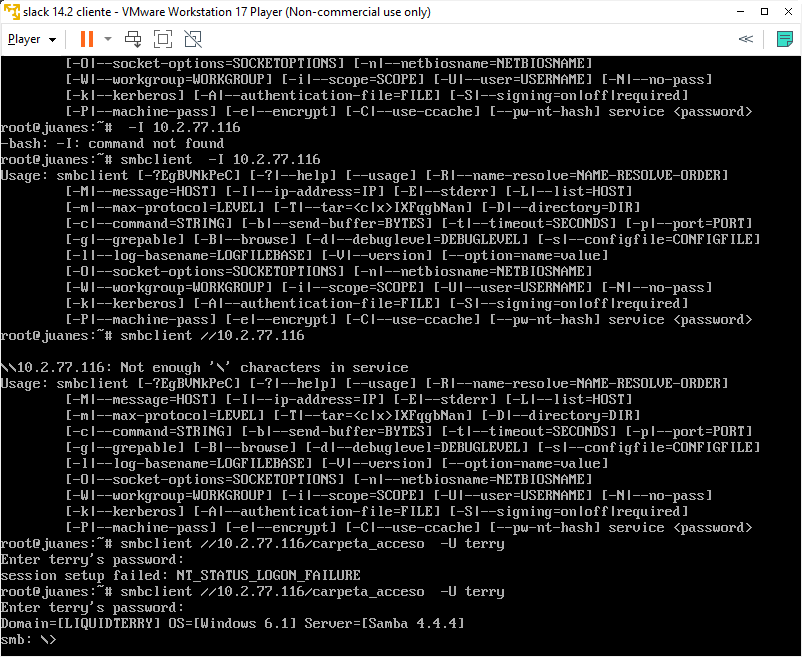 slack 14.2 cliente - VMware Workstation 17 Player (Non-commercial use only)
Player
[-O|--socket-options=SOCKETOPTIONS] [-n|--netbiosname=NETBIOSNAME]
[-W|--workgroup=WORKGROUP] [-i|--scope=SCOPE] [-U|--user=USERNAME] [-N|--no-pass]
[-k|--kerberos] [-A|--authentication-file=FILE] [-S|--signing=on|off|required]
[-P|--machine-pass] [-e|--encrypt] [-C|--use-ccache] [--pw-nt-hash] service <password>
root@juanes:~#  -I 10.2.77.116
-bash: -I: command not found
root@juanes:~# smbclient  -I 10.2.77.116
Usage: smbclient [-?EgBVNkPeC] [-?|--help] [--usage] [-R|--name-resolve=NAME-RESOLVE-ORDER]
[-M|--message=HOST] [-I|--ip-address=IP] [-E|--stderr] [-L|--list=HOST]
[-m|--max-protocol=LEVEL] [-T|--tar=<c|x>IXFqgbNan] [-D|--directory=DIR]
[-c|--command=STRING] [-b|--send-buffer=BYTES] [-t|--timeout=SECONDS] [-p|--port=PORT]
[-g|--grepable] [-B|--browse] [-d|--debuglevel=DEBUGLEVEL] [-s|--configfile=CONFIGFILE]
[-l|--log-basename=LOGFILEBASE] [-V|--version] [--option=name=value]
[-O|--socket-options=SOCKETOPTIONS] [-n|--netbiosname=NETBIOSNAME]
[-W|--workgroup=WORKGROUP] [-i|--scope=SCOPE] [-U|--user=USERNAME] [-N|--no-pass]
[-k|--kerberos] [-A|--authentication-file=FILE] [-S|--signing=on|off|required]
[-P|--machine-pass] [-e|--encrypt] [-C|--use-ccache] [--pw-nt-hash] service <password>
root@juanes:~# smbclient //10.2.77.116
\\10.2.77.116: Not enough '\' characters in service
Usage: smbclient [-?EgBVNkPeC] [-?|--help] [--usage] [-R|--name-resolve=NAME-RESOLVE-ORDER]
[-M|--message=HOST] [-I|--ip-address=IP] [-E|--stderr] [-L|--list=HOST]
[-m|--max-protocol=LEVEL] [-T|--tar=<c|x>IXFqgbNan] [-D|--directory=DIR]
[-c|--command=STRING] [-b|--send-buffer=BYTES] [-t|--timeout=SECONDS] [-p|--port=PORT]
[-g|--grepable] [-B|--browse] [-d|--debuglevel=DEBUGLEVEL] [-s|--configfile=CONFIGFILE]
[-l|--log-basename=LOGFILEBASE] [-V|--version] [--option=name=value]
[-O|--socket-options=SOCKETOPTIONS] [-n|--netbiosname=NETBIOSNAME]
[-W|--workgroup=WORKGROUP] [-i|--scope=SCOPE] [-U|--user=USERNAME] [-N|--no-pass]
[-k|--kerberos] [-A|--authentication-file=FILE] [-S|--signing=on|off|required]
[-P|--machine-pass] [-e|--encrypt] [-C|--use-ccache] [--pw-nt-hash] service <password>
root@juanes:~# smbclient //10.2.77.116/carpeta_acceso  -U terry
Enter terry's password:
session setup failed: NT_STATUS_LOGON_FAILURE
root@juanes:~# smbclient //10.2.77.116/carpeta_acceso  -U terry
Enter terry's password:
Domain=[LIQUIDTERRY] OS=[Windows 6.1] Server=[Samba 4.4.4]
smb: \>